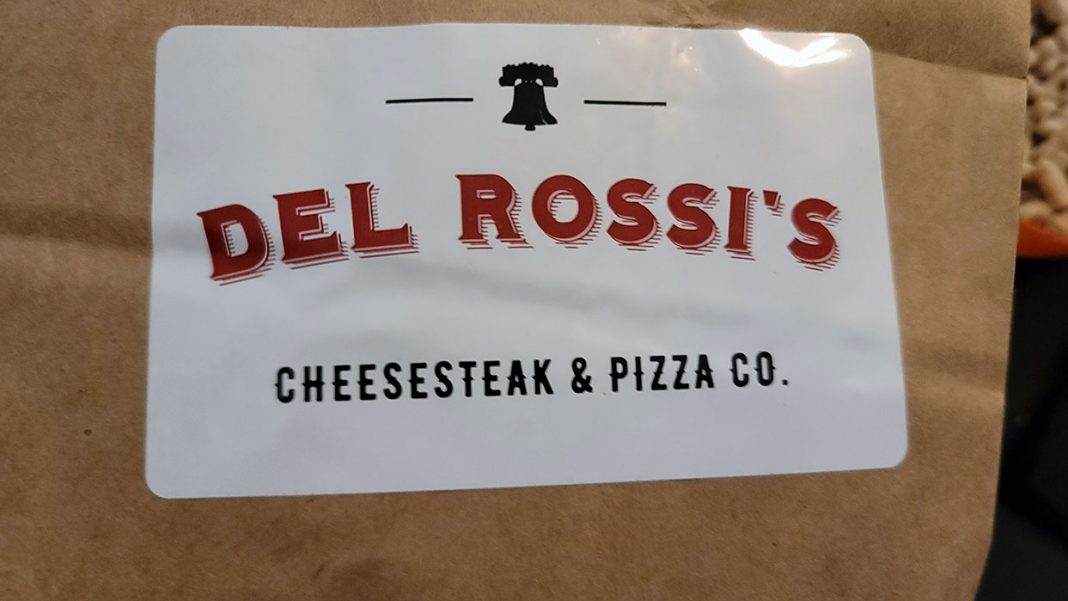 DEL ROSSI'S
CHEESESTEAK & PIZZA CO.